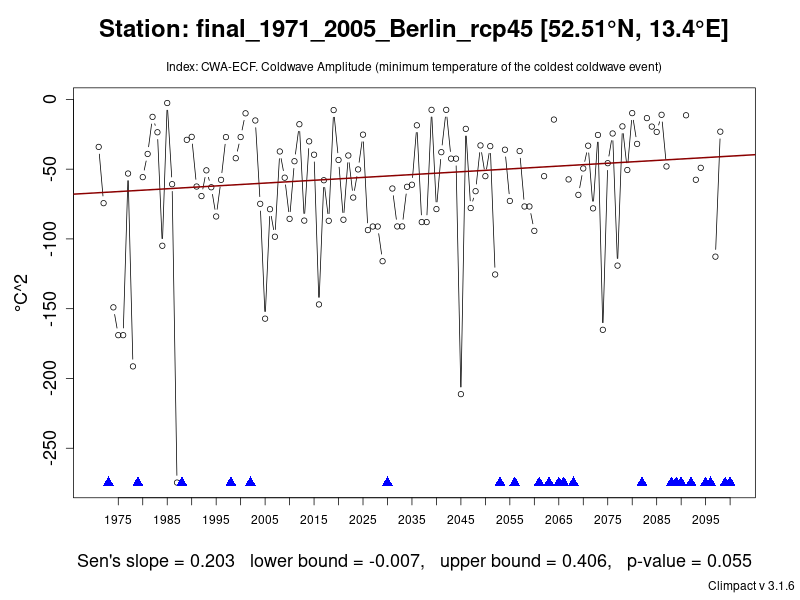 Station: final_1971_2005_Berlin_rcp45 [52.51°N, 13.4°E]
Index: CWA-ECF. Coldwave Amplitude (minimum temperature of the coldest coldwave event)
°C^2
0
-50
-100
-150
-200
-250
1975 1985 1995 2005 2015 2025 2035 2045 2055 2065 2075 2085 2095
Sen's slope = 0.203 lower bound = -0.007, upper bound = 0.406, p-value = 0.055
Climpact v 3.1.6